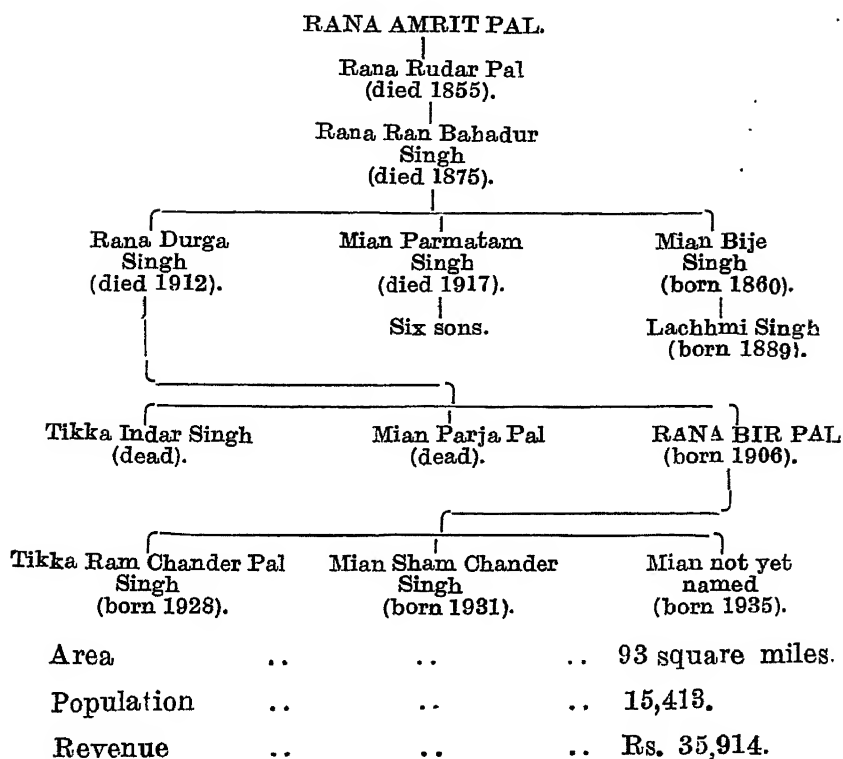 RANA AMRIT PAL.
Rana Rudar Pal
(died 1855).
Rana Ran Bahadur
Singh
(died 1875).
Rana Durga
Singh
(died 1912).
Mian Parmatam
Singh
(died 1917).
Mian Bije
Singh
(born 1860).
Six sons.
Lachhmi Singh
(born 1889).
Tikka Indar Singh
(dead).
Mian Parja Pal
(dead).
RANA BIR PAL
(born 1906).
Tikka Ram Chander Pal
Singh
(born 1928).
Mian Sham Chander
Singh
(born 1931).
Mian not yet
named
(born 1935).
Area .. .. .. 93 square miles.
Population .. .. .. 15,413.
Revenue .. .. .. Rs. 35,914.